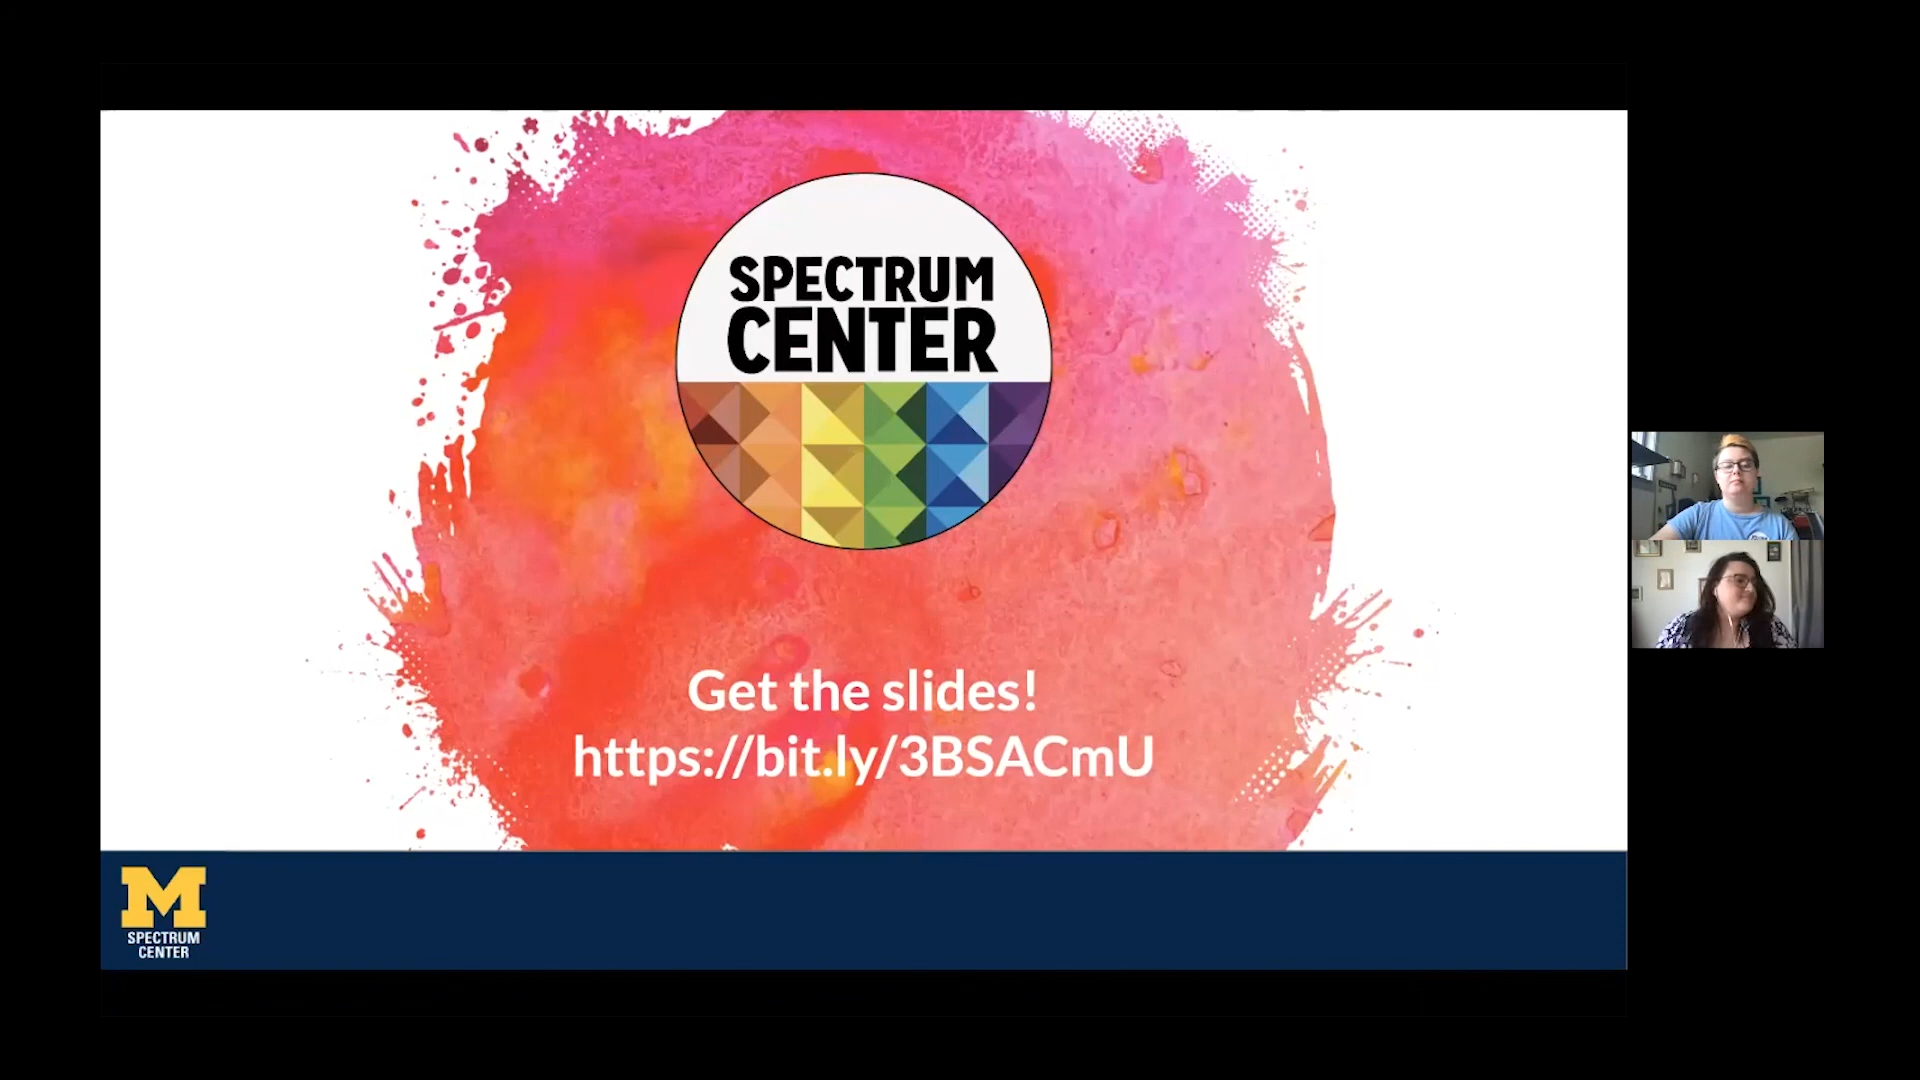 SPECTRUM
CENTER
Get the slides!
https://bit.ly/3BSACmU
M
SPECTRUM
CENTER